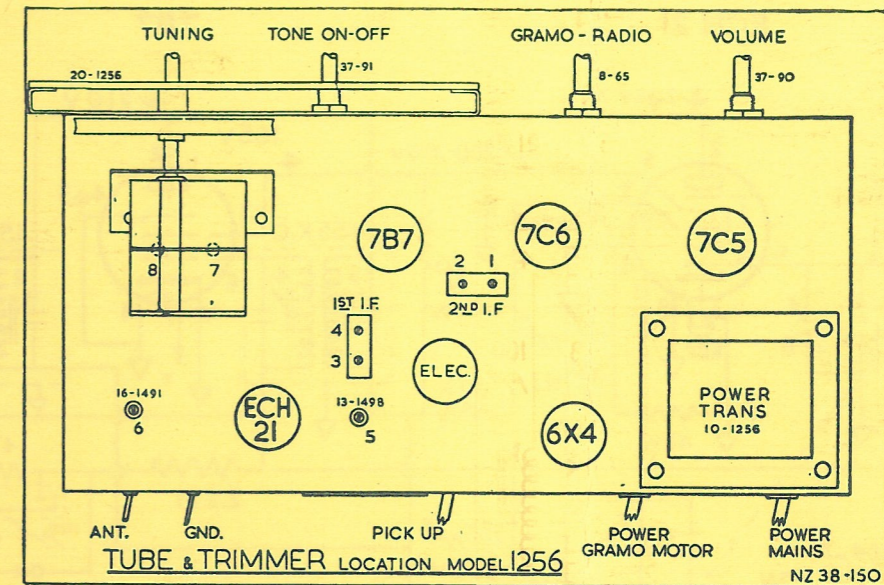 TUNING
TONE ON-OFF
GRAMO - RADIO
VOLUME
20-1256
37-91
8-65
37-90
7B7
7C6
7C5
8
7
2 1
2ND I.F
1ST I.F.
4
3
ELEC.
POWER
TRANS
10-1256
16-1491
6
ECH
21
13-1498
5
6X4
ANT.
GND.
PICK UP
POWER
GRAMO MOTOR
POWER
MAINS
TUBE & TRIMMER LOCATION MODEL 1256
NZ 38-150